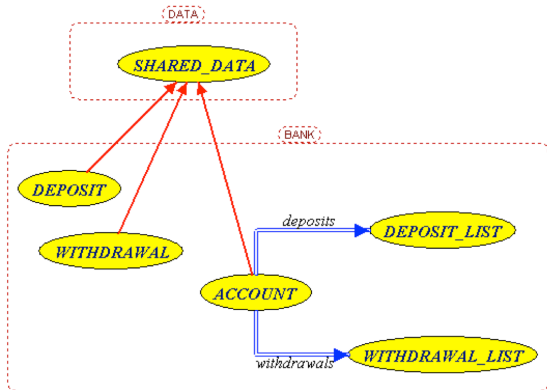 DATA
SHARED_DATA
BANK
DEPOSIT
deposits
DEPOSIT_LIST
WITHDRAWAL
ACCOUNT
withdrawals
WITHDRAWAL_LIST